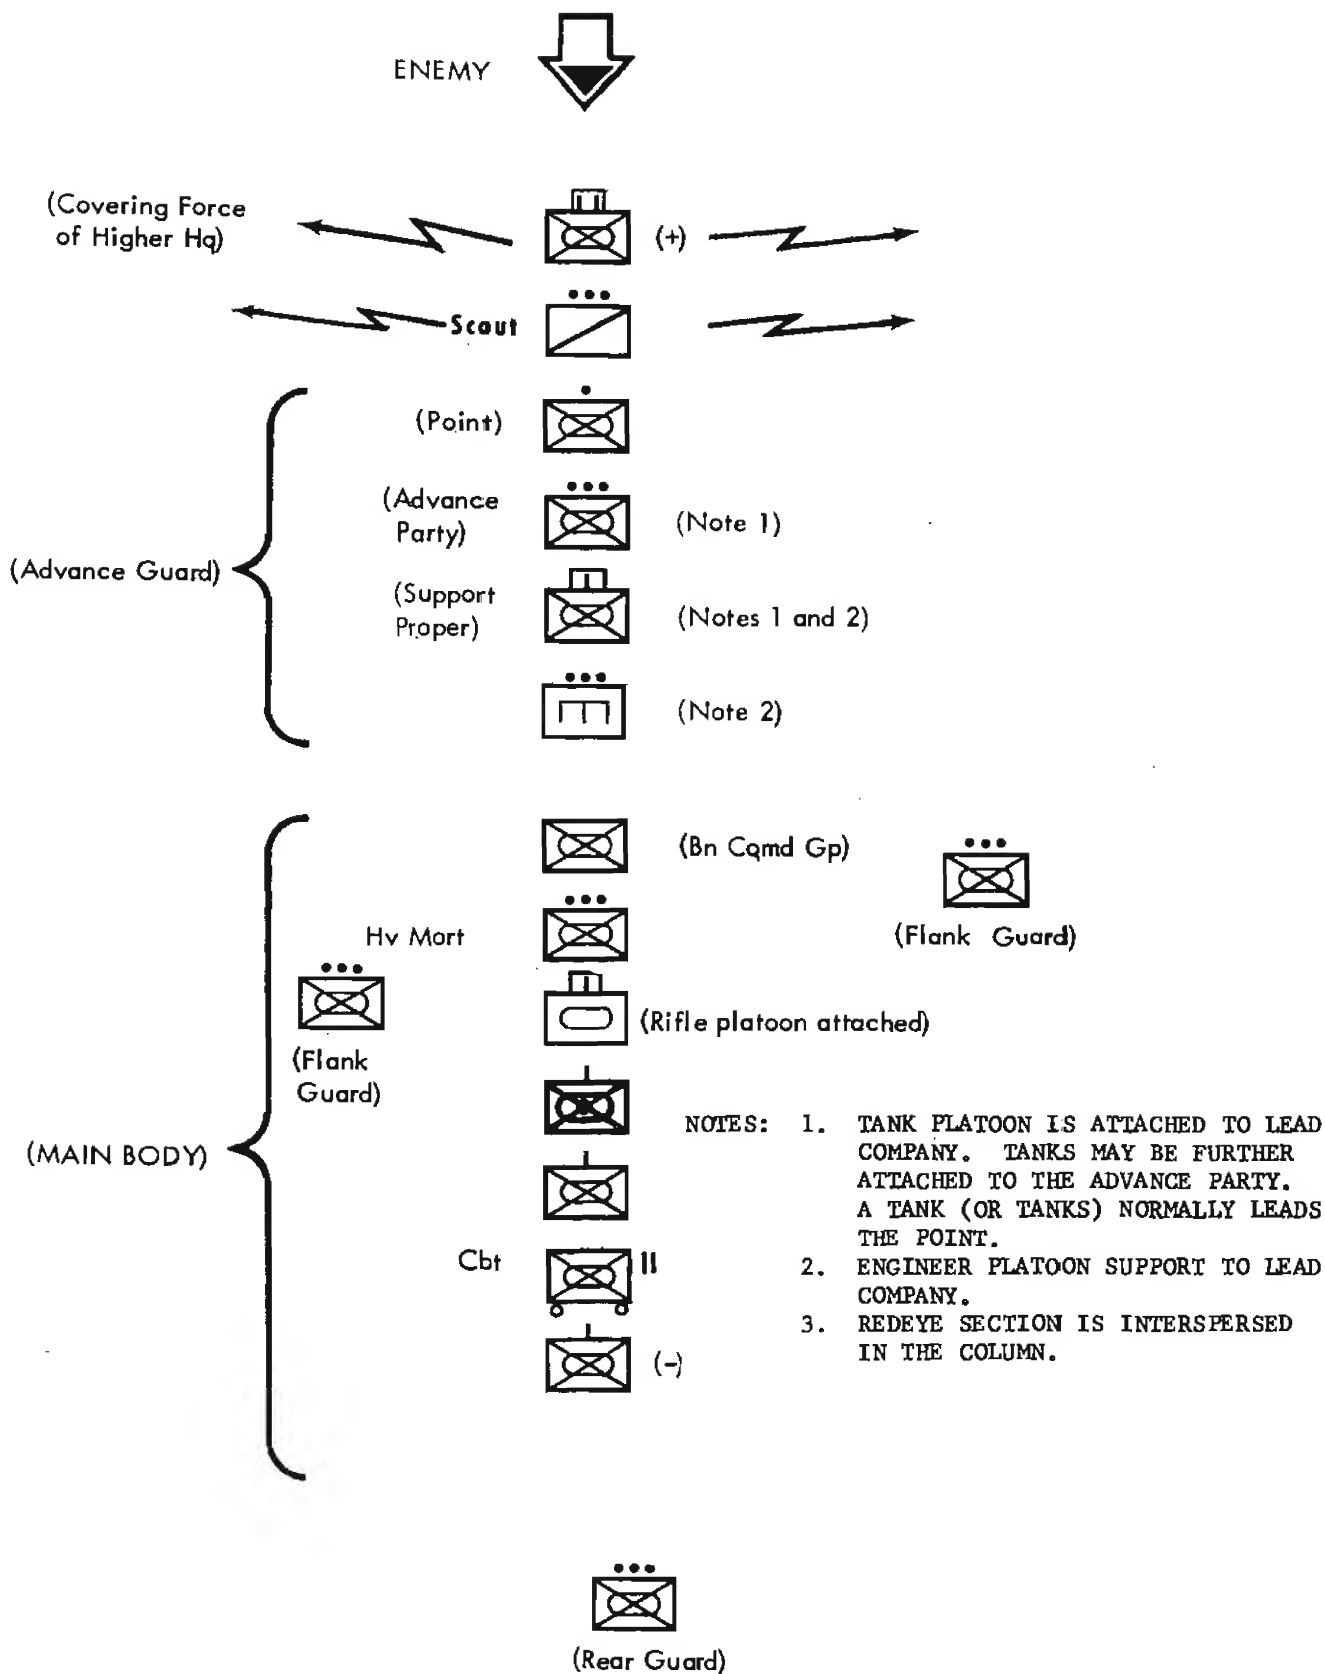 ENEMY
(Covering Force
of Higher Hq)
(+)
Scout
(Point)
(Advance
Party)
(Note 1)
(Advance Guard)
(Support
Proper)
(Notes 1 and 2)
(Note 2)
(Bn Cqmd Gp)
Hv Mort
(Flank Guard)
(Rifle platoon attached)
(Flank
Guard)
(MAIN BODY)
NOTES: 1. TANK PLATOON IS ATTACHED TO LEAD
COMPANY. TANKS MAY BE FURTHER
ATTACHED TO THE ADVANCE PARTY.
A TANK (OR TANKS) NORMALLY LEADS
THE POINT.
Cbt
II
2. ENGINEER PLATOON SUPPORT TO LEAD
COMPANY.
3. REDEYE SECTION IS INTERSPERSED
IN THE COLUMN.
(-)
(Rear Guard)